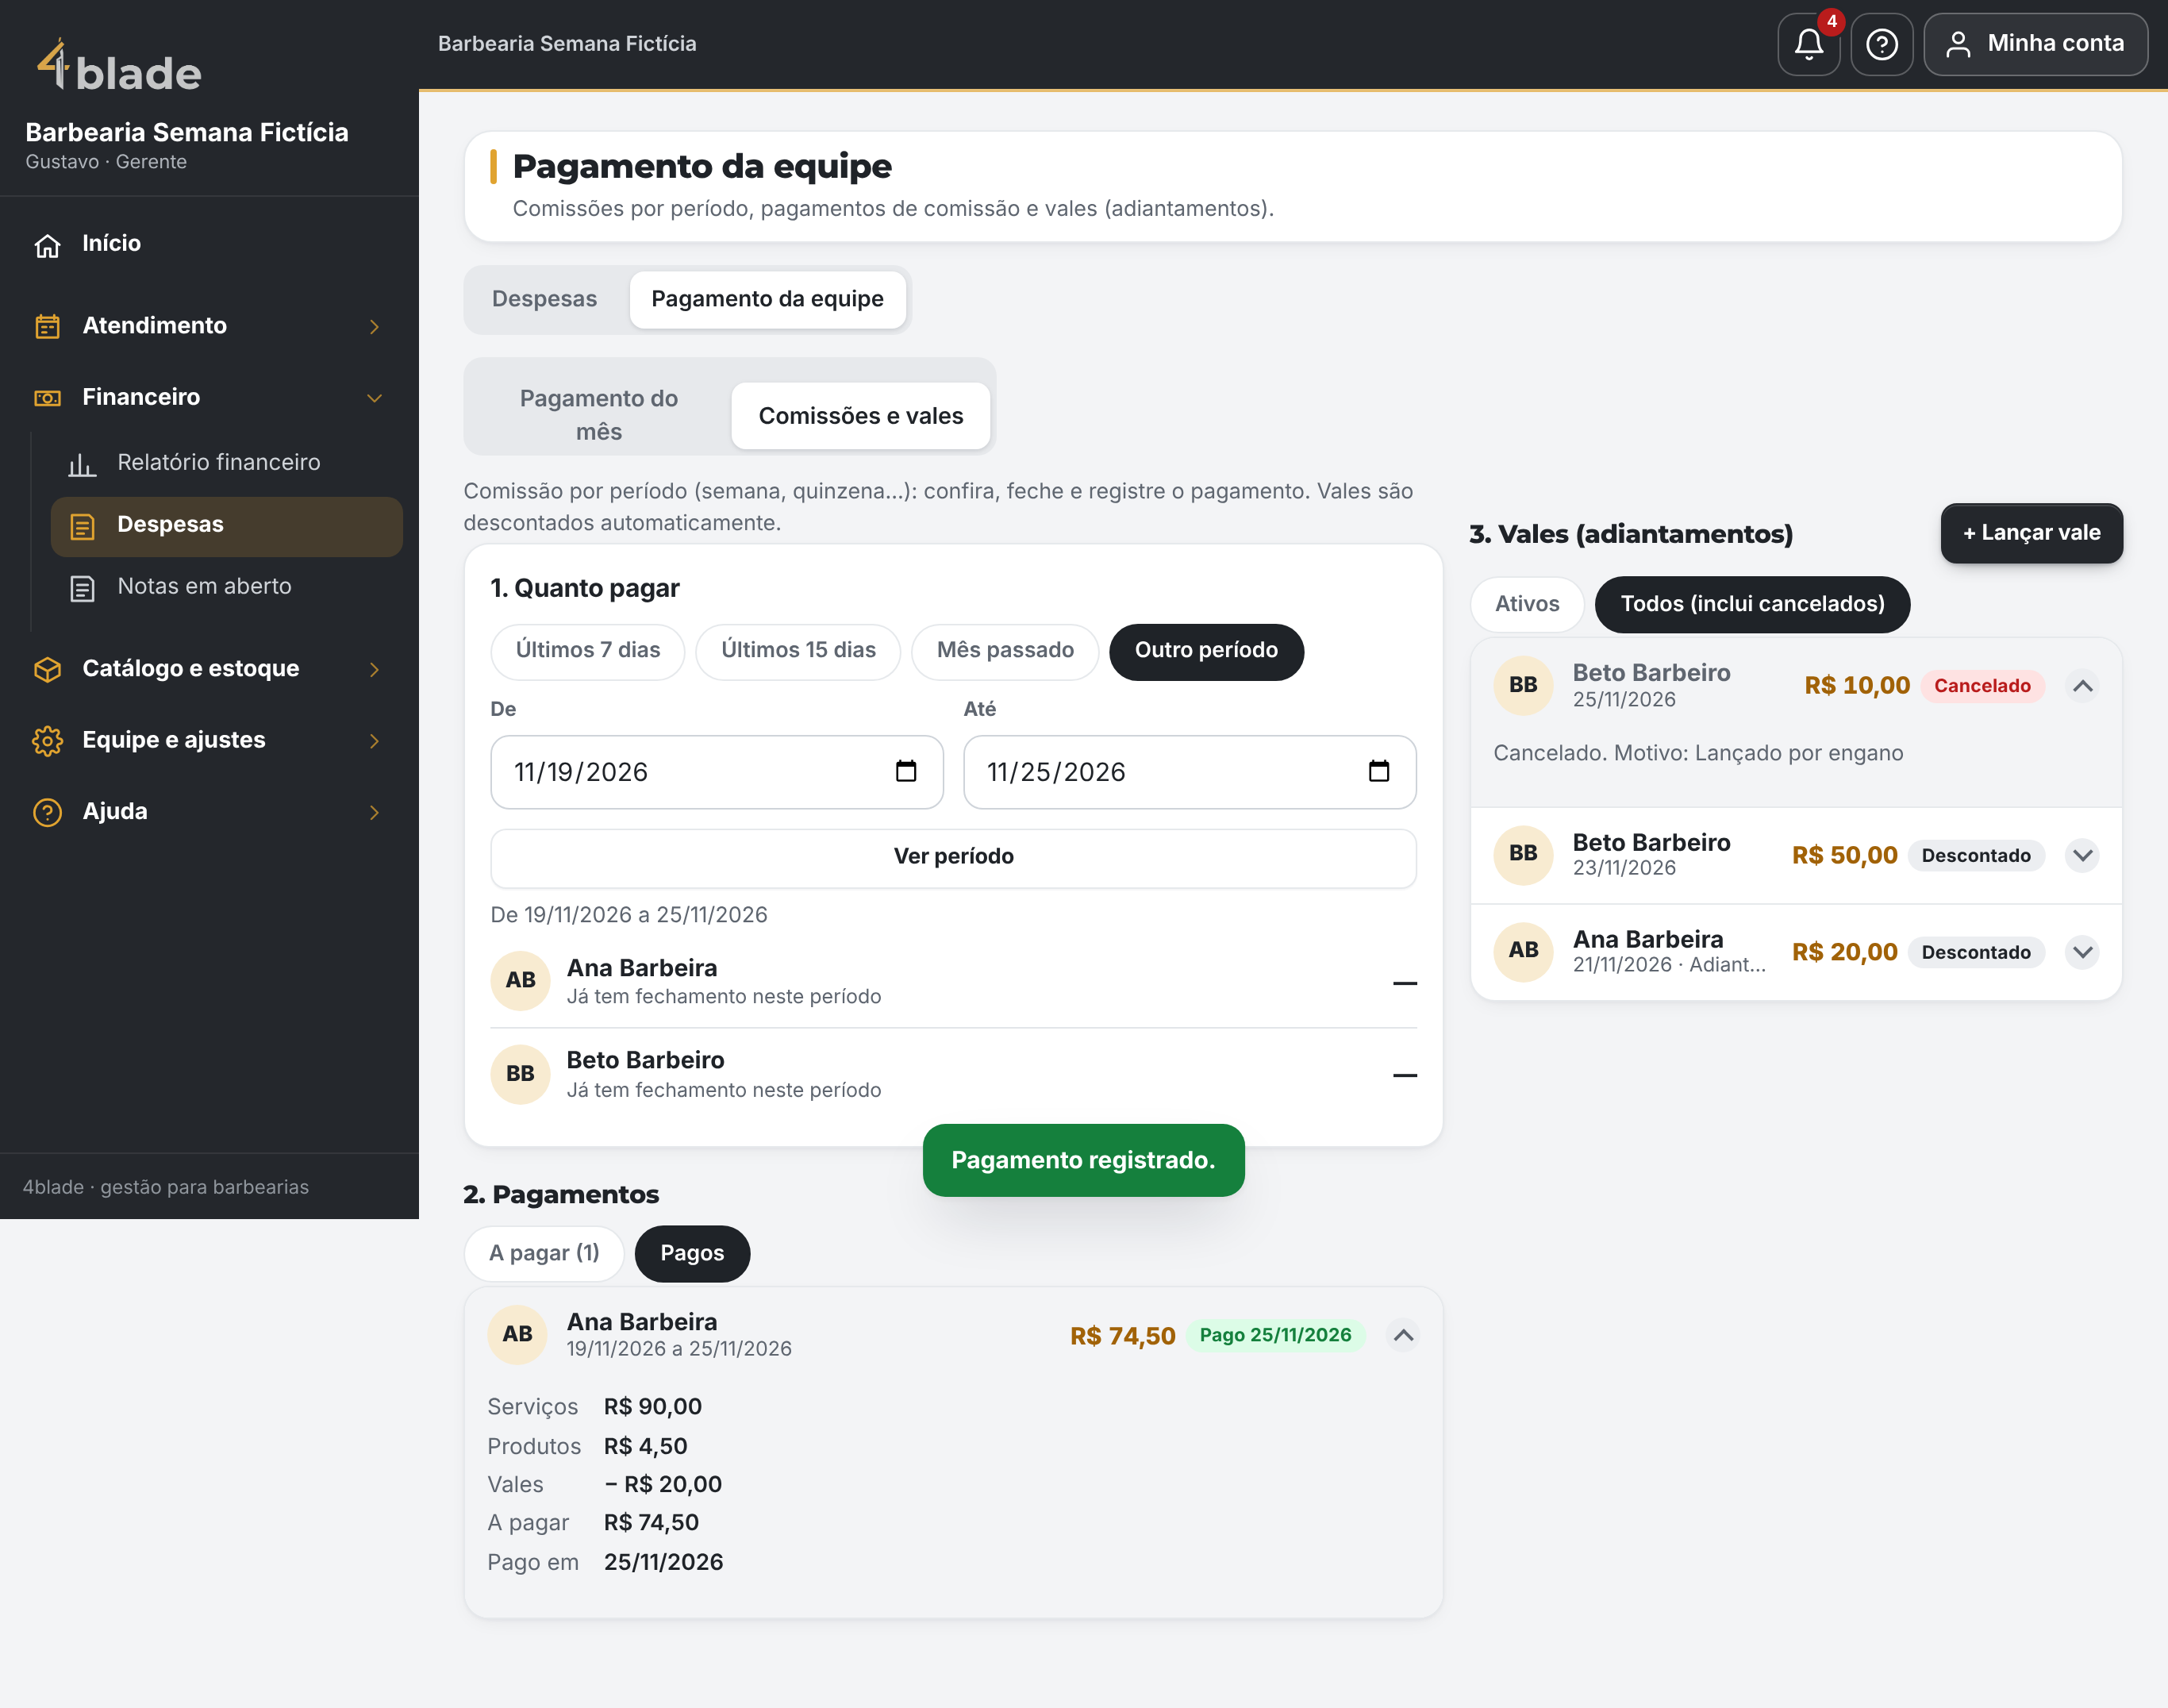 4blade
Barbearia Semana Fictícia
Gustavo · Gerente
Início
Atendimento
Financeiro
Relatório financeiro
Despesas
Notas em aberto
Catálogo e estoque
Equipe e ajustes
Ajuda
4blade · gestão para barbearias
Barbearia Semana Fictícia
4
Minha conta
Pagamento da equipe
Comissões por período, pagamentos de comissão e vales (adiantamentos).
Despesas
Pagamento da equipe
Pagamento do
mês
Comissões e vales
Comissão por período (semana, quinzena...): confira, feche e registre o pagamento. Vales são
descontados automaticamente.
1. Quanto pagar
Últimos 7 dias
Últimos 15 dias
Mês passado
Outro período
De
Até
11/19/2026
11/25/2026
Ver período
De 19/11/2026 a 25/11/2026
AB
Ana Barbeira
Já tem fechamento neste período
—
BB
Beto Barbeiro
Já tem fechamento neste período
—
Pagamento registrado.
2. Pagamentos
A pagar (1)
Pagos
AB
Ana Barbeira
19/11/2026 a 25/11/2026
R$ 74,50
Pago 25/11/2026
Serviços R$ 90,00
Produtos R$ 4,50
Vales − R$ 20,00
A pagar R$ 74,50
Pago em 25/11/2026
3. Vales (adiantamentos)
+ Lançar vale
Ativos
Todos (inclui cancelados)
BB
Beto Barbeiro
25/11/2026
R$ 10,00
Cancelado
Cancelado. Motivo: Lançado por engano
BB
Beto Barbeiro
23/11/2026
R$ 50,00
Descontado
AB
Ana Barbeira
21/11/2026 · Adiant...
R$ 20,00
Descontado